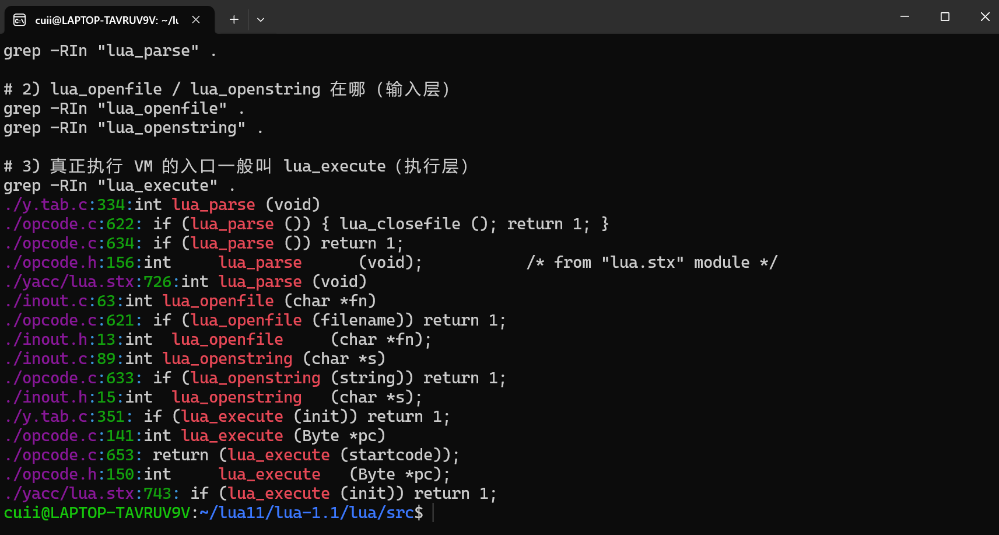 cuii@LAPTOP-TAVRUV9V: ~/lu
grep -RIn "lua_parse" .
# 2) lua_openfile / lua_openstring 在哪（输入层）
grep -RIn "lua_openfile" .
grep -RIn "lua_openstring" .
# 3) 真正执行 VM 的入口一般叫 lua_execute（执行层）
grep -RIn "lua_execute" .
./y.tab.c:334:int lua_parse (void)
./opcode.c:622: if (lua_parse ()) { lua_closefile (); return 1; }
./opcode.c:634: if (lua_parse ()) return 1;
./opcode.h:156:int     lua_parse      (void);           /* from "lua.stx" module */
./yacc/lua.stx:726:int lua_parse (void)
./inout.c:63:int lua_openfile (char *fn)
./opcode.c:621: if (lua_openfile (filename)) return 1;
./inout.h:13:int  lua_openfile     (char *fn);
./inout.c:89:int lua_openstring (char *s)
./opcode.c:633: if (lua_openstring (string)) return 1;
./inout.h:15:int  lua_openstring   (char *s);
./y.tab.c:351: if (lua_execute (init)) return 1;
./opcode.c:141:int lua_execute (Byte *pc)
./opcode.c:653: return (lua_execute (startcode));
./opcode.h:150:int     lua_execute   (Byte *pc);
./yacc/lua.stx:743: if (lua_execute (init)) return 1;
cuii@LAPTOP-TAVRUV9V:~/lua11/lua-1.1/lua/src$